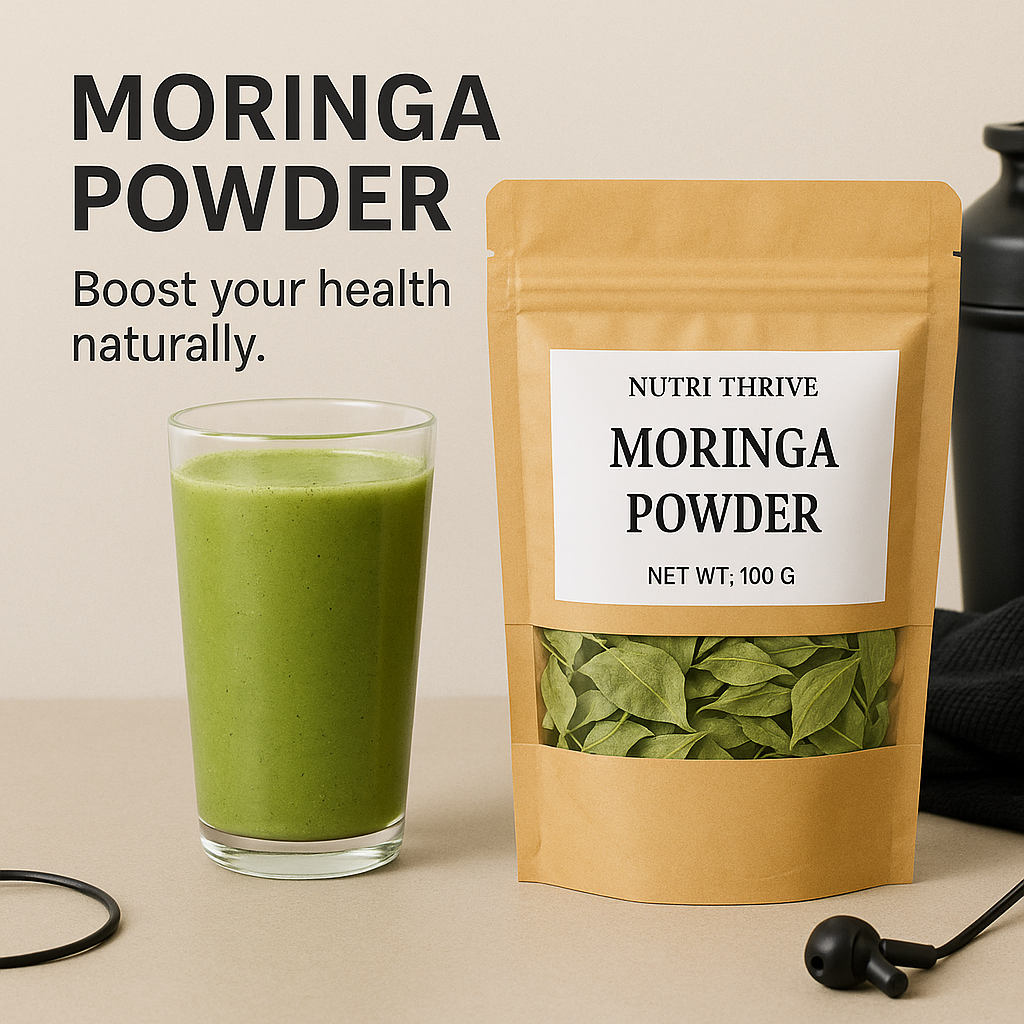 MORINGA
POWDER
Boost your health
naturally.
NUTRI THRIVE
MORINGA
POWDER
NET WT; 100 G